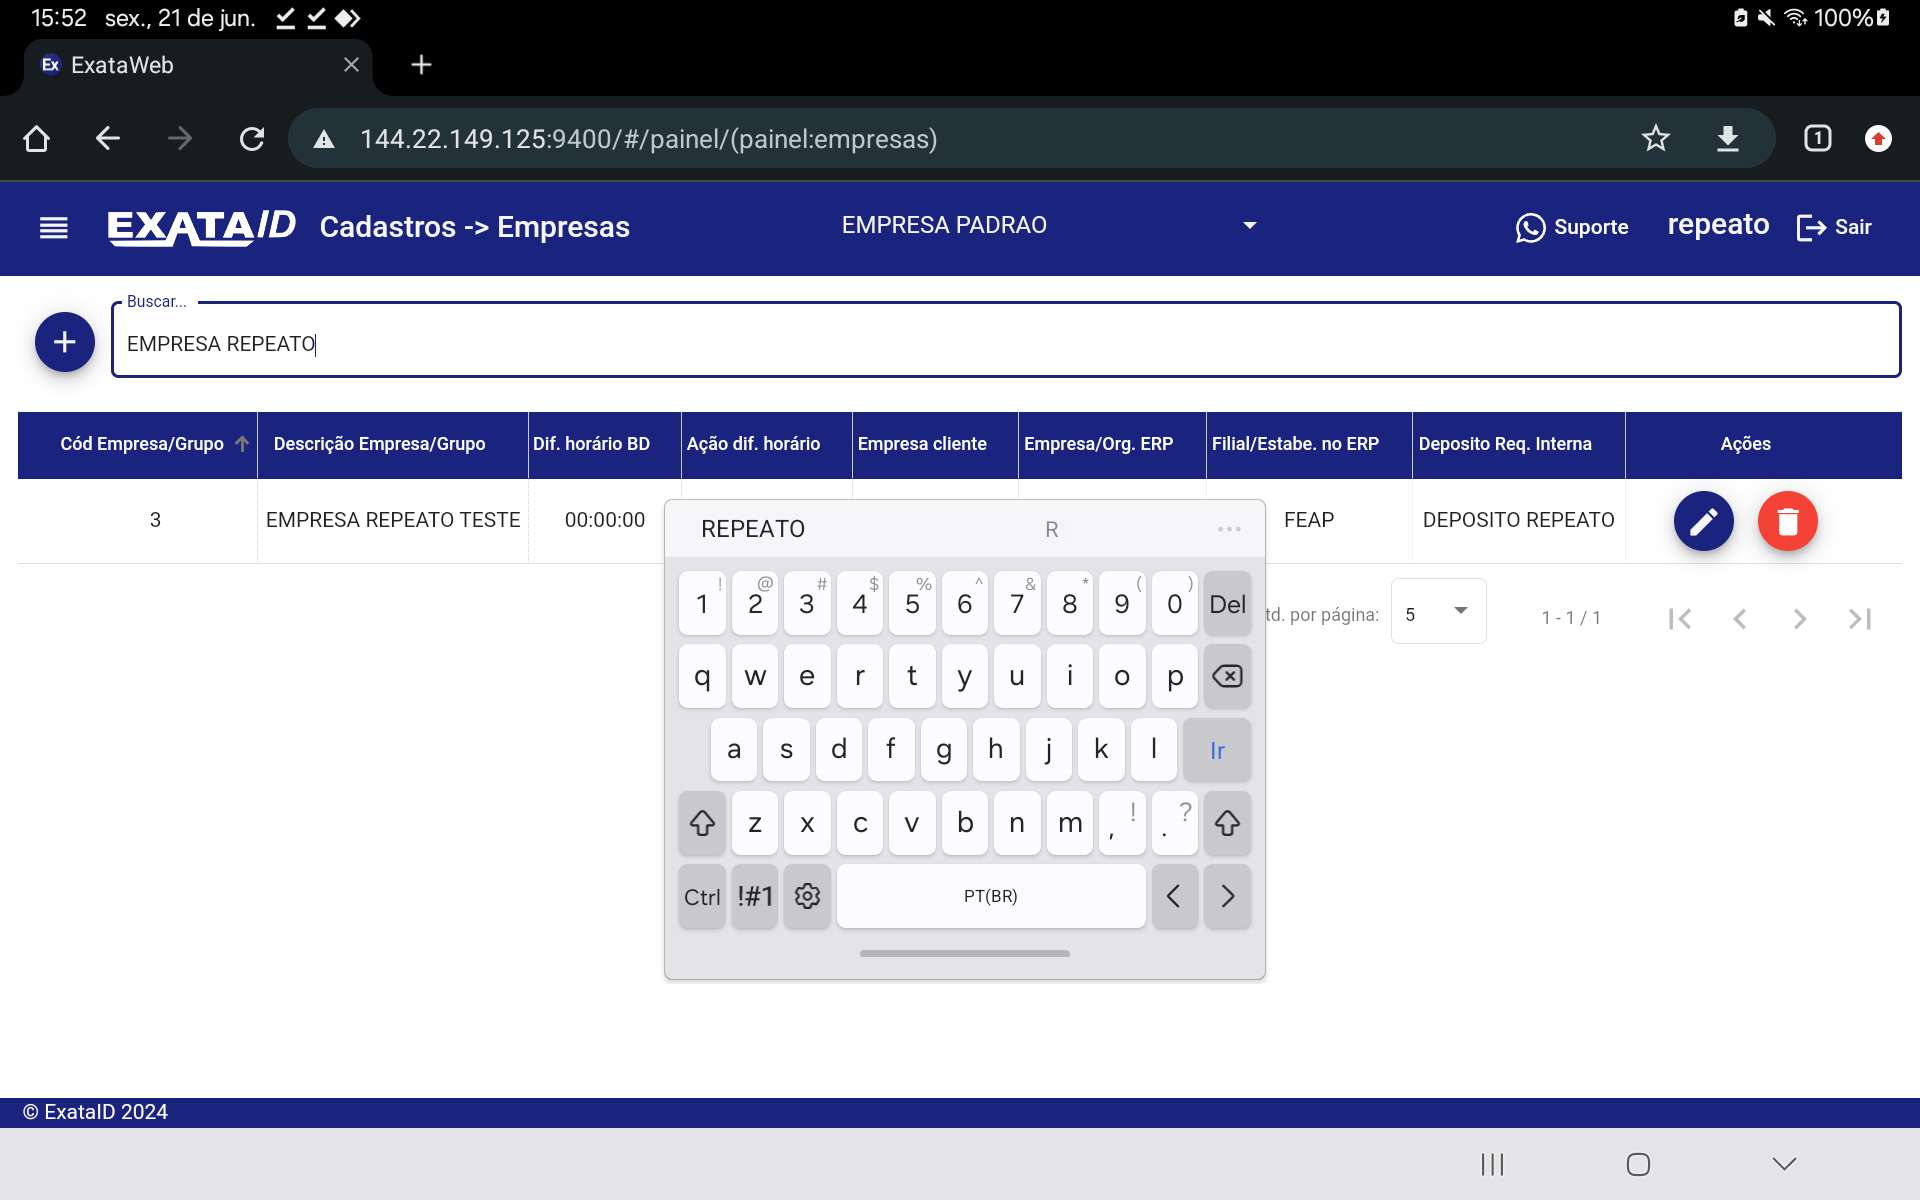 15:52 sex., 21 de jun. 100%
Ex ExataWeb
144.22.149.125:9400/#/painel/(painel:empresas) 1
EXATA/ID Cadastros -> Empresas EMPRESA PADRAO Suporte repeato Sair
Buscar...
EMPRESA REPEATO
Cód Empresa/Grupo Descrição Empresa/Grupo Dif. horário BD Ação dif. horário Empresa cliente Empresa/Org. ERP Filial/Estabe. no ERP Deposito Req. Interna Ações
3 EMPRESA REPEATO TESTE 00:00:00 FEAP DEPOSITO REPEATO
REPEATO R ...
! @ # $ % ^ & * ( )
1 2 3 4 5 6 7 8 9 0 Del
td. por página: 5 1 - 1 / 1
q w e r t y u i o p
a s d f g h j k l Ir
z x c v b n m , ! . ?
Ctrl !#1 PT(BR) < >
© ExataID 2024